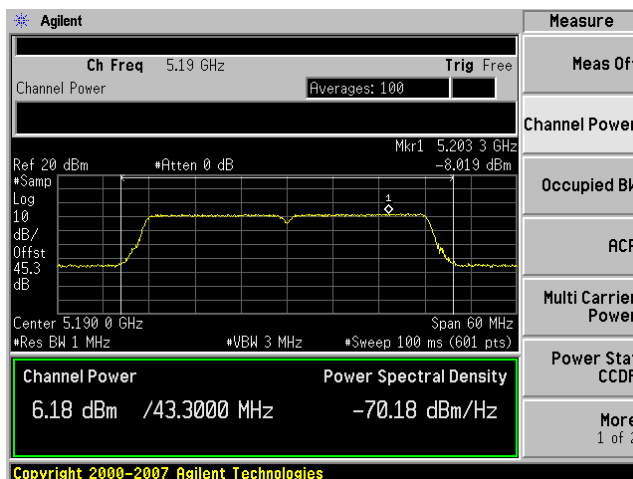 Agilent
Measure
Ch Freq 5.19 GHz Trig Free
Channel Power Averages: 100
Meas Off
Channel Power
Mkr1 5.203 3 GHz
Ref 20 dBm #Atten 0 dB -8.019 dBm
#Samp
Log
10
dB/
Offst
45.3
dB
1
Occupied BW
ACP
Multi Carrier
Power
Center 5.190 0 GHz Span 60 MHz
#Res BW 1 MHz #VBW 3 MHz #Sweep 100 ms (601 pts)
Power Stat
CCDF
Channel Power Power Spectral Density
6.18 dBm /43.3000 MHz -70.18 dBm/Hz
More
1 of 2
Copyright 2000-2007 Agilent Technologies